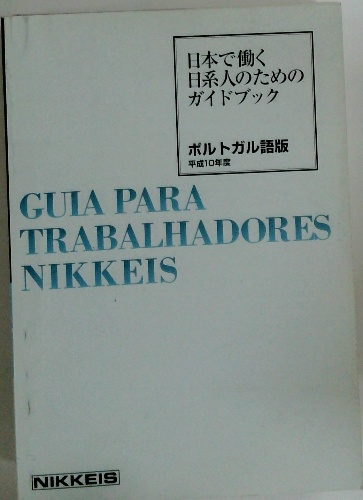 日本で働く
日系人のための
ガイドブック
ポルトガル語版
平成10年度
GUIA PARA
TRABALHADORES
NIKKEIS
NIKKEIS